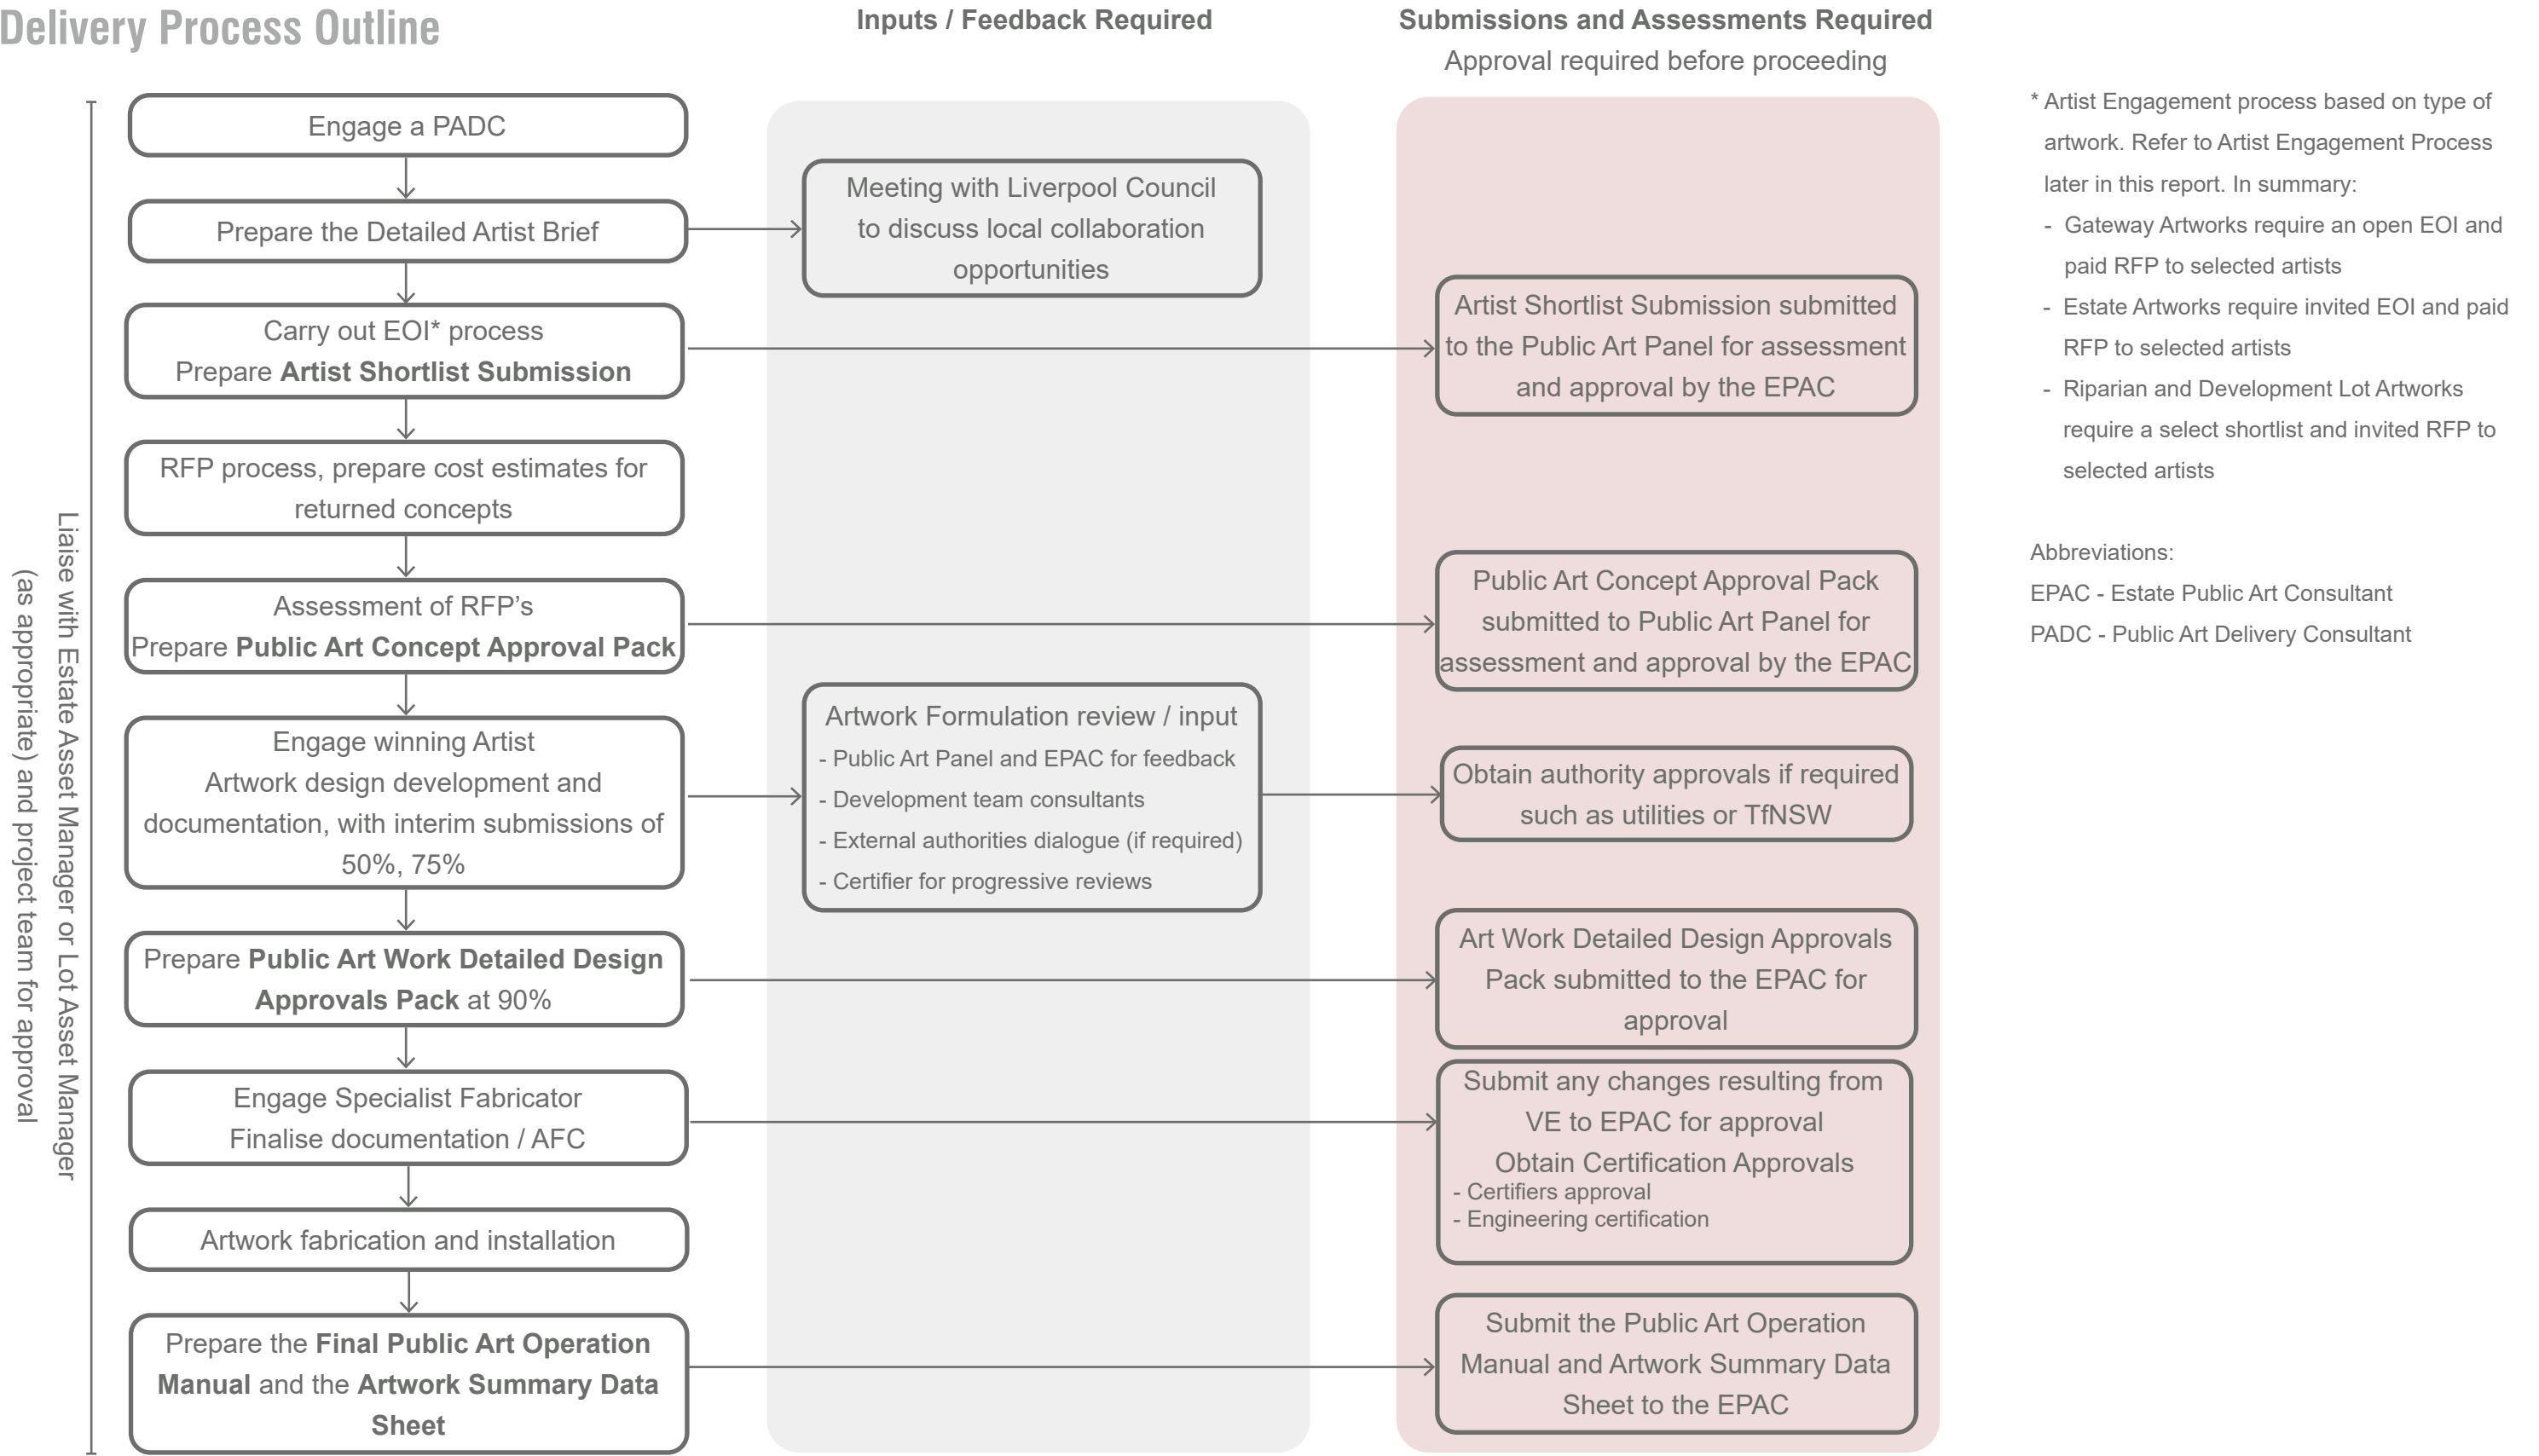 Delivery Process Outline
Inputs / Feedback Required
Submissions and Assessments Required
Approval required before proceeding
Liaise with Estate Asset Manager or Lot Asset Manager
(as appropriate) and project team for approval
Engage a PADC
Prepare the Detailed Artist Brief
Meeting with Liverpool Council
to discuss local collaboration
opportunities
Carry out EOI* process
Prepare Artist Shortlist Submission
Artist Shortlist Submission submitted
to the Public Art Panel for assessment
and approval by the EPAC
RFP process, prepare cost estimates for
returned concepts
Assessment of RFP’s
Prepare Public Art Concept Approval Pack
Public Art Concept Approval Pack
submitted to Public Art Panel for
assessment and approval by the EPAC
Engage winning Artist
Artwork design development and
documentation, with interim submissions of
50%, 75%
Artwork Formulation review / input
- Public Art Panel and EPAC for feedback
- Development team consultants
- External authorities dialogue (if required)
- Certifier for progressive reviews
Obtain authority approvals if required
such as utilities or TfNSW
Prepare Public Art Work Detailed Design
Approvals Pack at 90%
Art Work Detailed Design Approvals
Pack submitted to the EPAC for
approval
Engage Specialist Fabricator
Finalise documentation / AFC
Submit any changes resulting from
VE to EPAC for approval
Obtain Certification Approvals
- Certifiers approval
- Engineering certification
Artwork fabrication and installation
Prepare the Final Public Art Operation
Manual and the Artwork Summary Data
Sheet
Submit the Public Art Operation
Manual and Artwork Summary Data
Sheet to the EPAC
* Artist Engagement process based on type of
artwork. Refer to Artist Engagement Process
later in this report. In summary:
- Gateway Artworks require an open EOI and
paid RFP to selected artists
- Estate Artworks require invited EOI and paid
RFP to selected artists
- Riparian and Development Lot Artworks
require a select shortlist and invited RFP to
selected artists
Abbreviations:
EPAC - Estate Public Art Consultant
PADC - Public Art Delivery Consultant